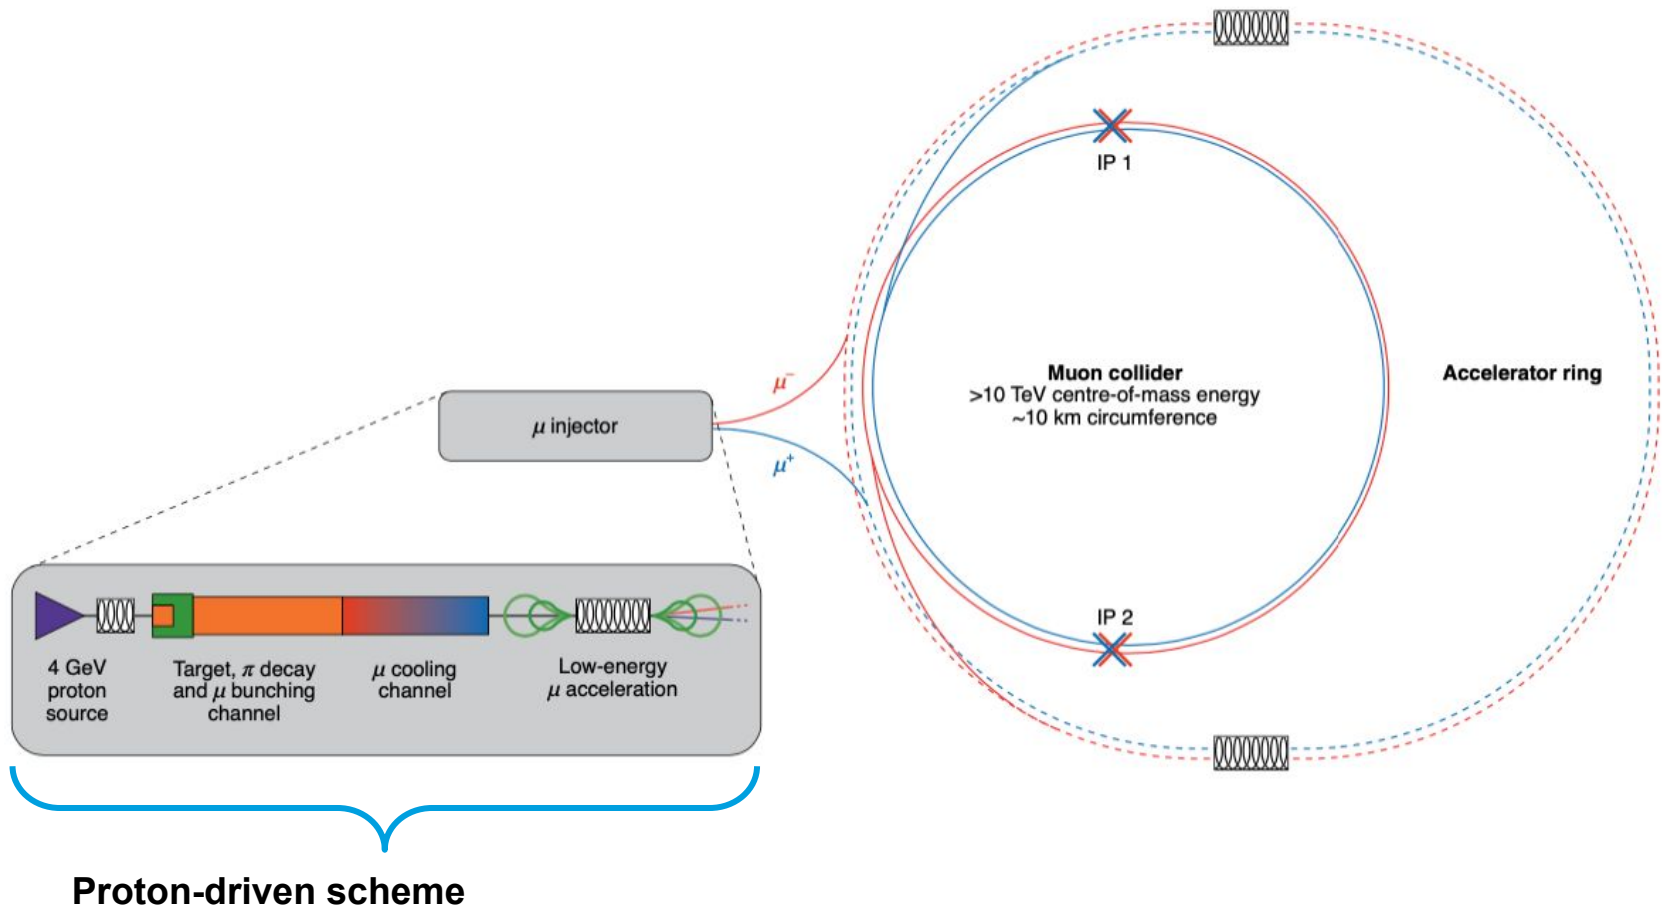 IP 1
Muon collider
>10 TeV centre-of-mass energy
~10 km circumference
Accelerator ring
μ⁻
μ injector
μ⁺
IP 2
4 GeV
proton
source
Target, π decay
and μ bunching
channel
μ cooling
channel
Low-energy
μ acceleration
Proton-driven scheme